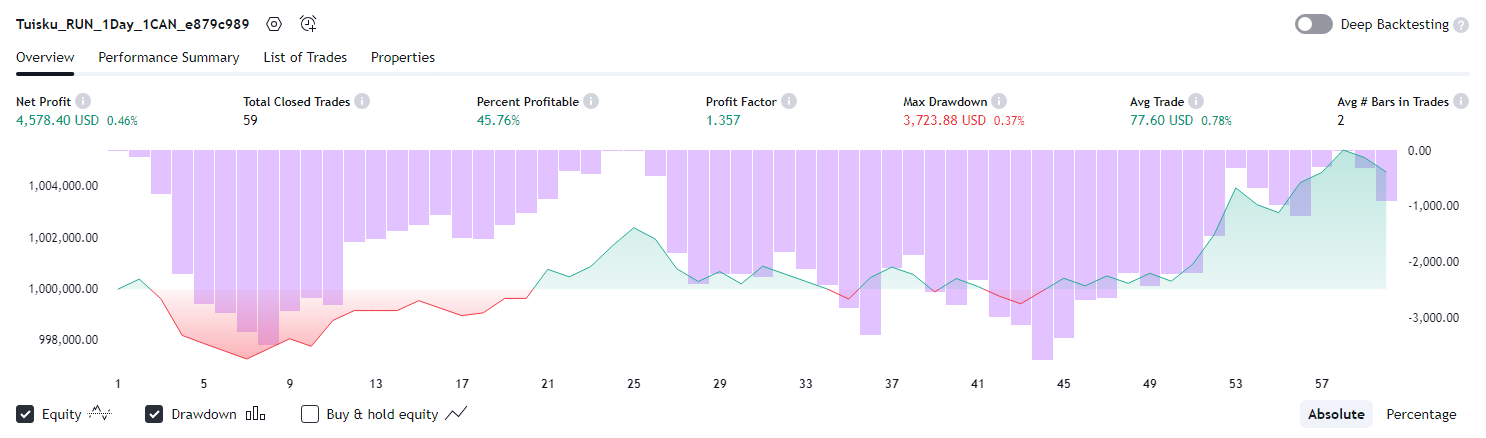 Tuisku_RUN_1Day_1CAN_e879c989
Deep Backtesting ?
Overview Performance Summary List of Trades Properties
Net Profit i Total Closed Trades i Percent Profitable i Profit Factor i Max Drawdown i Avg Trade i Avg # Bars in Trades i
4,578.40 USD 0.46% 59 45.76% 1.357 3,723.88 USD 0.37% 77.60 USD 0.78% 2
0.00
1,004,000.00
-1,000.00
1,002,000.00
-2,000.00
1,000,000.00
-3,000.00
998,000.00
1 5 9 13 17 21 25 29 33 37 41 45 49 53 57
Equity Drawdown Buy & hold equity Absolute Percentage